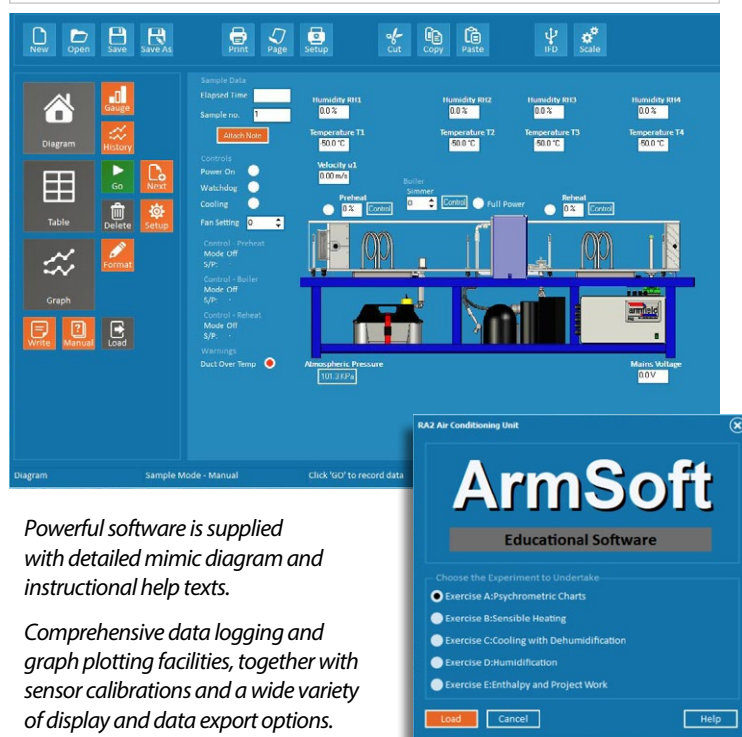 New Open Save Save As Print Page Setup Cut Copy Paste IFD Scale
Diagram
Gauge
History
Table
Go
Next
Delete
Setup
Graph
Format
Write Manual Load
Sample Data
Elapsed Time
Sample no. 1
Attach Note
Controls
Power On
Watchdog
Cooling
Fan Setting 0
Control - Preheat
Mode Off
S/P: -
Control - Boiler
Mode Off
S/P: -
Control - Reheat
Mode Off
S/P: -
Warnings
Duct Over Temp
Humidity RH1 Humidity RH2 Humidity RH3 Humidity RH4
0.0 % 0.0 % 0.0 % 0.0 %
Temperature T1 Temperature T2 Temperature T3 Temperature T4
50.0 °C 50.0 °C 50.0 °C 50.0 °C
Velocity u1
0.00 m/s
Preheat
0 % Control
Boiler
Simmer
0 Control Full Power
Reheat
0 % Control
armfield
Atmospheric Pressure
101.3 KPa
Mains Voltage
0.0 V
Diagram Sample Mode - Manual Click 'GO' to record data
RA2 Air Conditioning Unit
ArmSoft
Educational Software
Choose the Experiment to Undertake
Exercise A:Psychrometric Charts
Exercise B:Sensible Heating
Exercise C:Cooling with Dehumidification
Exercise D:Humidification
Exercise E:Enthalpy and Project Work
Load Cancel Help
Powerful software is supplied
with detailed mimic diagram and
instructional help texts.
Comprehensive data logging and
graph plotting facilities, together with
sensor calibrations and a wide variety
of display and data export options.